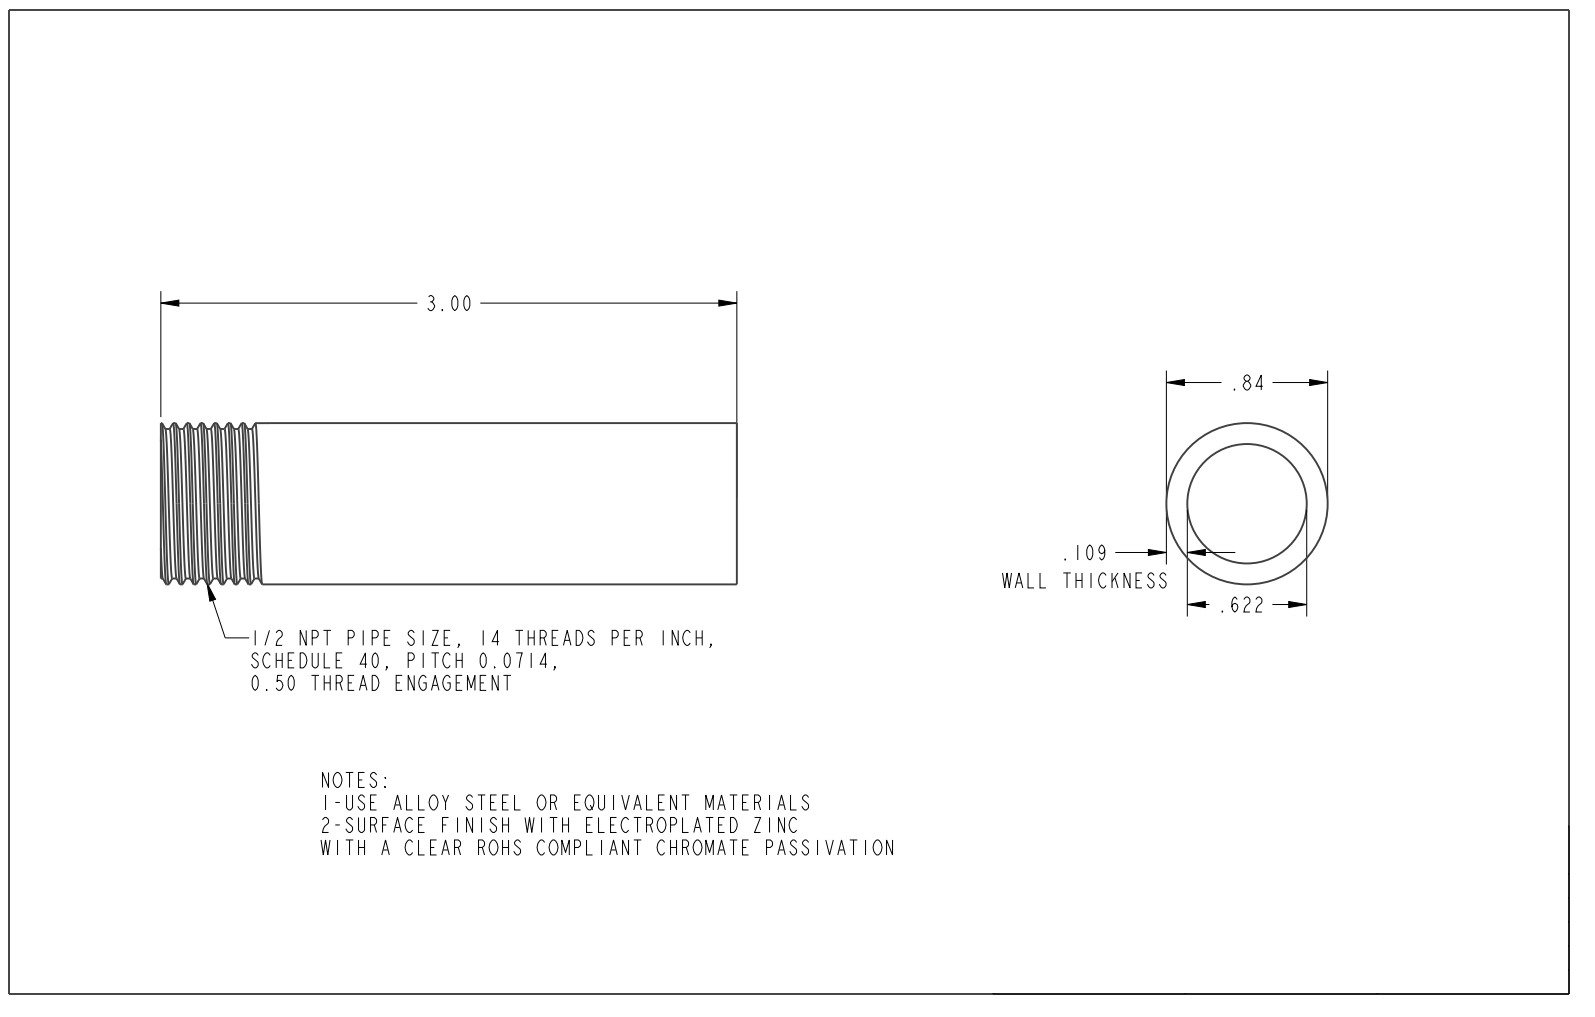 3.00
.84
.109
WALL THICKNESS
.622
1/2 NPT PIPE SIZE, 14 THREADS PER INCH,
SCHEDULE 40, PITCH 0.0714,
0.50 THREAD ENGAGEMENT
NOTES:
1-USE ALLOY STEEL OR EQUIVALENT MATERIALS
2-SURFACE FINISH WITH ELECTROPLATED ZINC
WITH A CLEAR ROHS COMPLIANT CHROMATE PASSIVATION